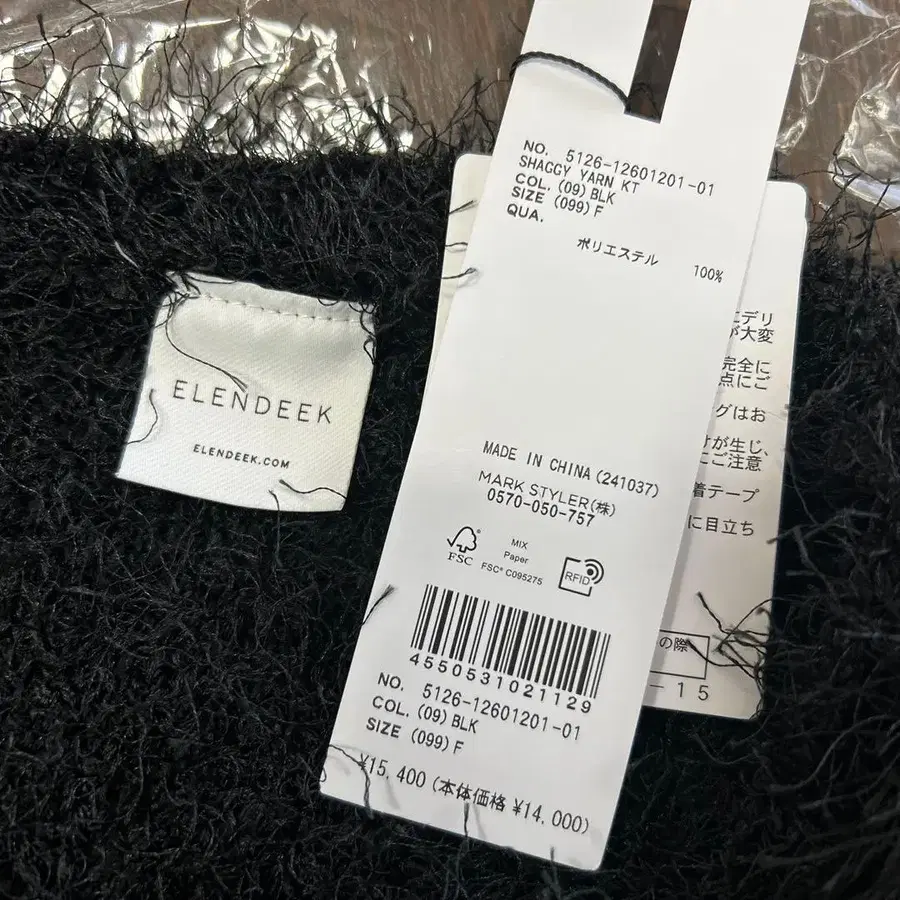 ELENDEEK
ELENDEEK.COM
NO. 5126-12601201-01
SHAGGY YARN KT
COL. (09) BLK
SIZE (099) F
QUA.
ポリエステル 100%
MADE IN CHINA (241037)
MARK STYLER(株)
0570-050-757
FSC
MIX
Paper
FSC® C095275
RFID
4550531021129
NO. 5126-12601201-01
COL. (09) BLK
SIZE (099) F
¥15,400 (本体価格 ¥14,000)
にデリ
が大変
完全に
点にご
グはお
けが生じ、
にご注意
着テープ
に目立ち
の際
-15